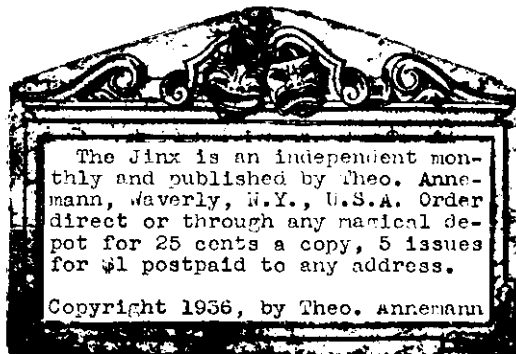 The Jinx is an independent mon-
thly and published by Theo. Anne-
mann, Waverly, N.Y., U.S.A. Order
direct or through any magical de-
pot for 25 cents a copy, 5 issues
for $1 postpaid to any address.
Copyright 1936, by Theo. Annemann